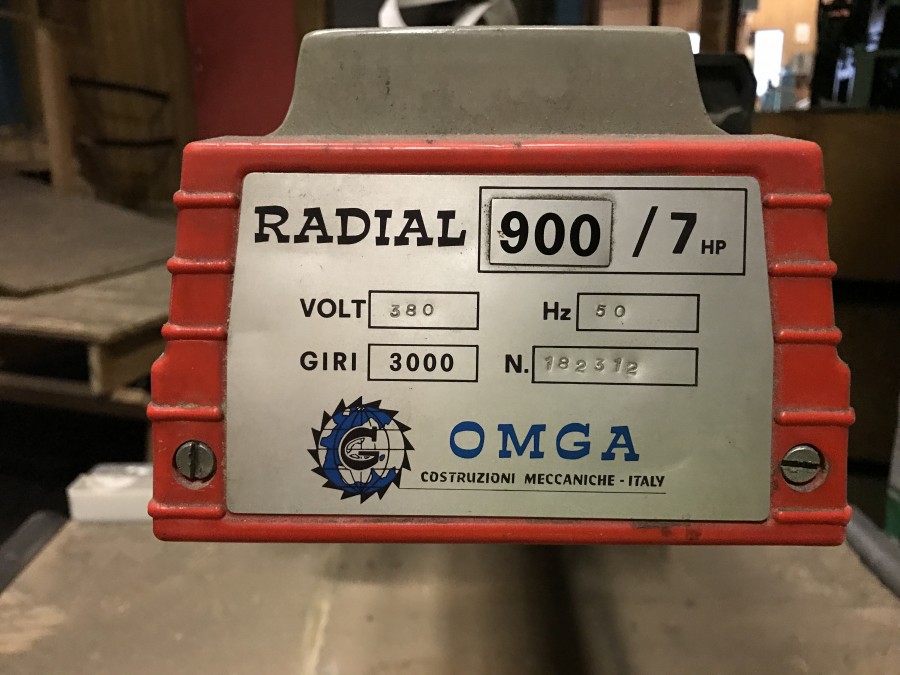 RADIAL 900 / 7 HP
VOLT 380 Hz 50
GIRI 3000 N. 182312
G.
OMGA
COSTRUZIONI MECCANICHE - ITALY